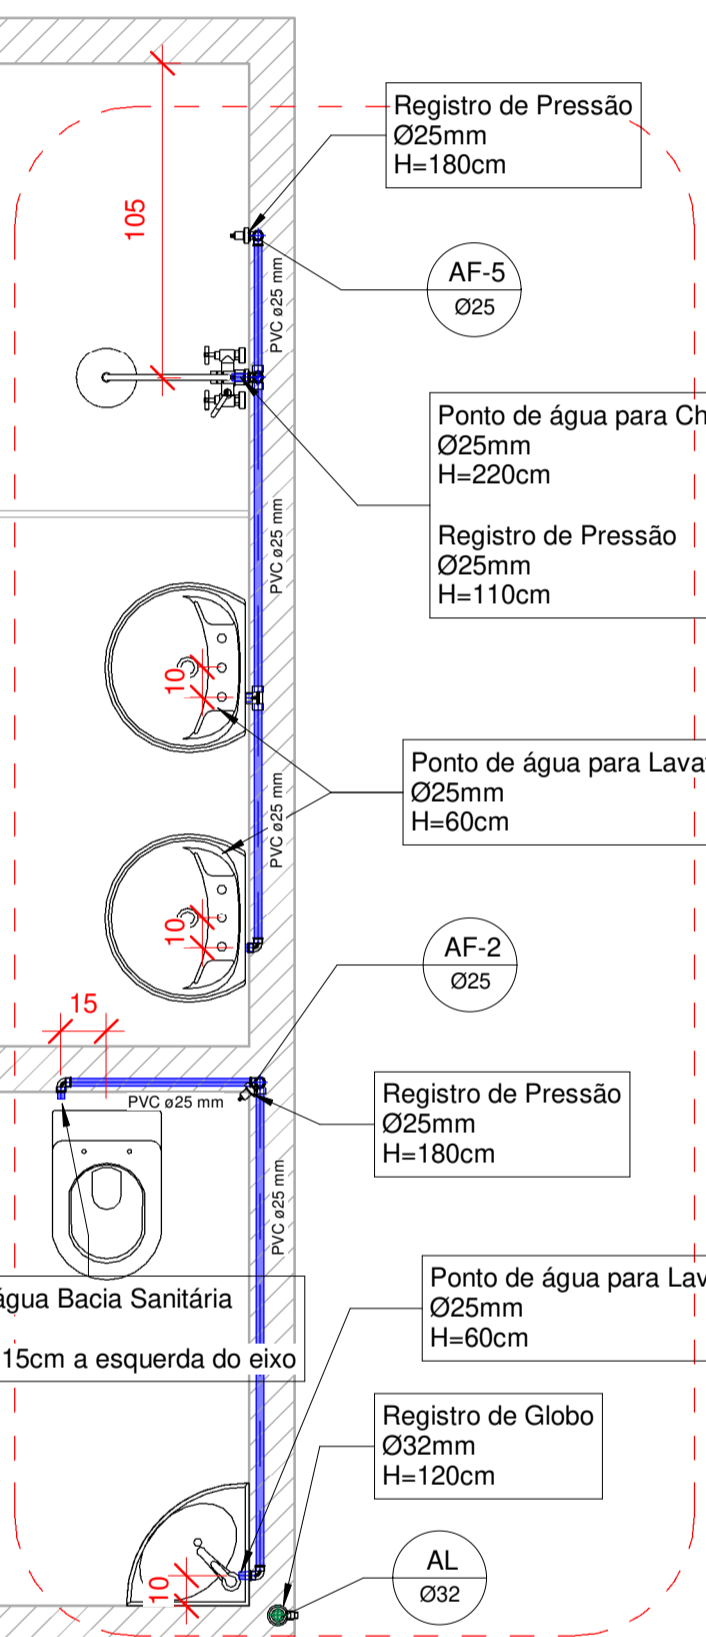 Registro de Pressão
Ø25mm
H=180cm
105
PVC ø25 mm
AF-5
Ø25
Ponto de água para Ch
Ø25mm
H=220cm
Registro de Pressão
Ø25mm
H=110cm
PVC ø25 mm
10
Ponto de água para Lava
Ø25mm
H=60cm
PVC ø25 mm
10
AF-2
Ø25
15
PVC ø25 mm
Registro de Pressão
Ø25mm
H=180cm
PVC ø25 mm
água Bacia Sanitária
15cm a esquerda do eixo
Ponto de água para Lav
Ø25mm
H=60cm
Registro de Globo
Ø32mm
H=120cm
10
AL
Ø32